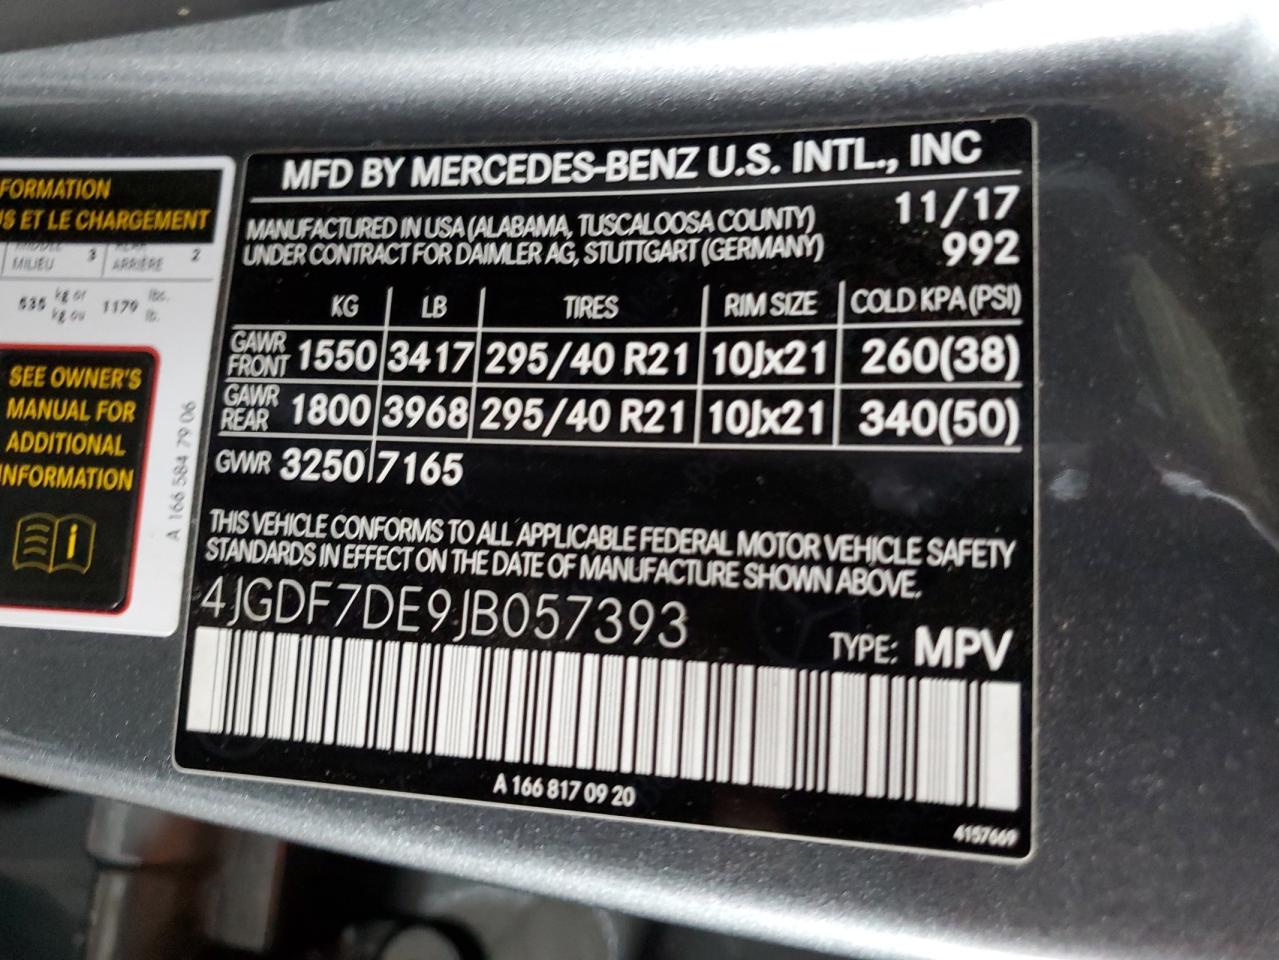 FORMATION
S ET LE CHARGEMENT
MILIEU 3 ARRIÈRE 2
535 kg or kg ou 1179 lbs. lb.
SEE OWNER'S
MANUAL FOR
ADDITIONAL
INFORMATION
A 166 584 79 06
MFD BY MERCEDES-BENZ U.S. INTL., INC
MANUFACTURED IN USA (ALABAMA, TUSCALOOSA COUNTY) 11/17
UNDER CONTRACT FOR DAIMLER AG, STUTTGART (GERMANY) 992
KG LB TIRES RIM SIZE COLD KPA (PSI)
GAWR FRONT 1550 3417 295/40 R21 10Jx21 260(38)
GAWR REAR 1800 3968 295/40 R21 10Jx21 340(50)
GVWR 3250 7165
THIS VEHICLE CONFORMS TO ALL APPLICABLE FEDERAL MOTOR VEHICLE SAFETY
STANDARDS IN EFFECT ON THE DATE OF MANUFACTURE SHOWN ABOVE.
4JGDF7DE9JB057393
TYPE: MPV
A 166 817 09 20
4157669